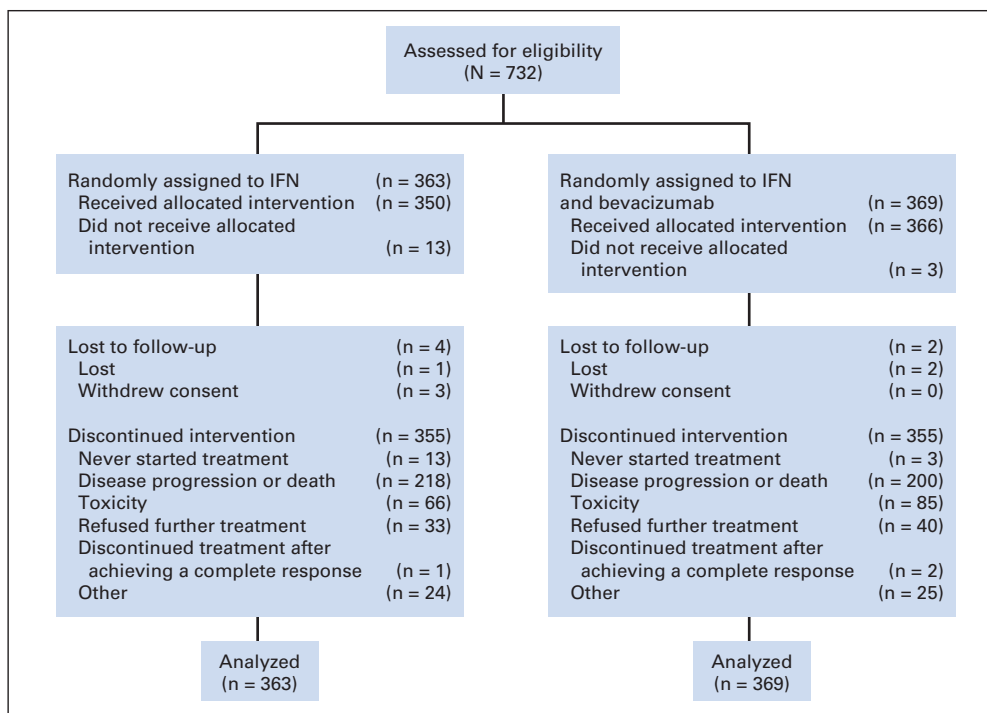 Assessed for eligibility
(N = 732)
Randomly assigned to IFN (n = 363)
Received allocated intervention (n = 350)
Did not receive allocated
intervention (n = 13)
Randomly assigned to IFN
and bevacizumab (n = 369)
Received allocated intervention (n = 366)
Did not receive allocated
intervention (n = 3)
Lost to follow-up (n = 4)
Lost (n = 1)
Withdrew consent (n = 3)
Discontinued intervention (n = 355)
Never started treatment (n = 13)
Disease progression or death (n = 218)
Toxicity (n = 66)
Refused further treatment (n = 33)
Discontinued treatment after
achieving a complete response (n = 1)
Other (n = 24)
Lost to follow-up (n = 2)
Lost (n = 2)
Withdrew consent (n = 0)
Discontinued intervention (n = 355)
Never started treatment (n = 3)
Disease progression or death (n = 200)
Toxicity (n = 85)
Refused further treatment (n = 40)
Discontinued treatment after
achieving a complete response (n = 2)
Other (n = 25)
Analyzed
(n = 363)
Analyzed
(n = 369)